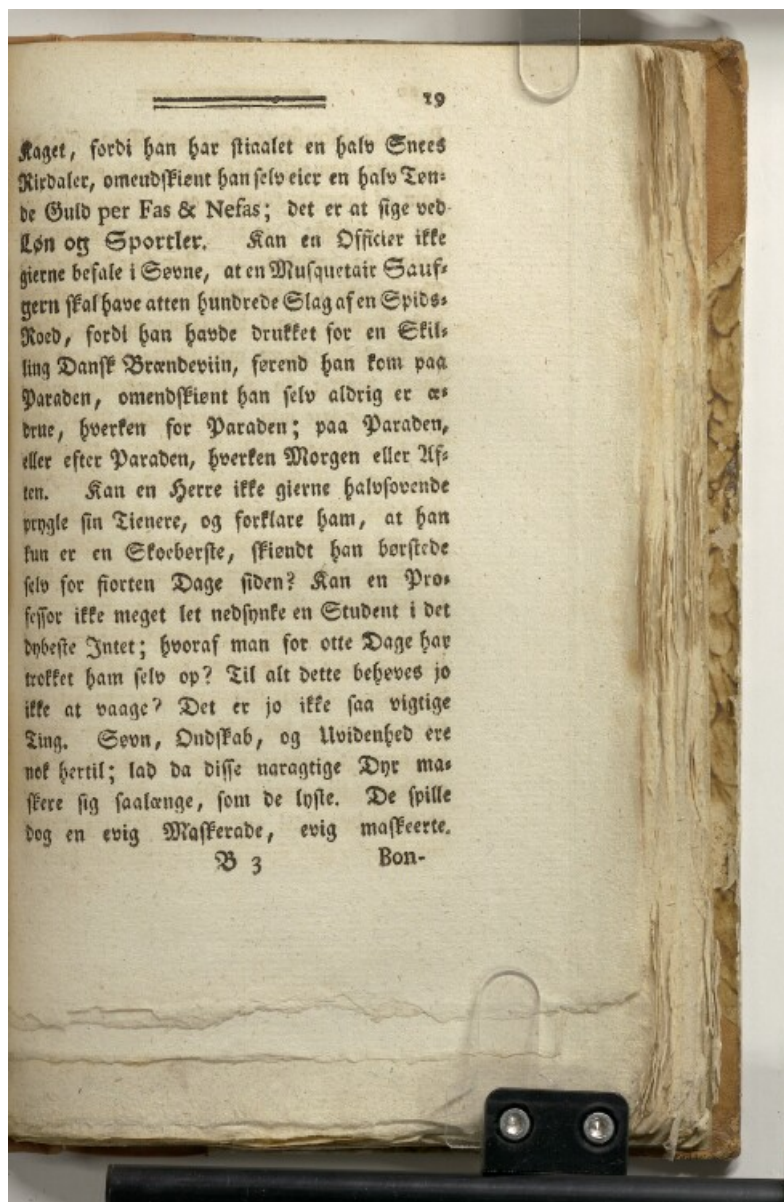 19
Kaget, fordi han har stiaalet en halv Snees
Rirdaler, omendskiønt han selv eier en halv Tøn-
de Guld per Fas & Nefas; det er at sige ved
Løn og Sportler. Kan en Officier ikke
gierne befale i Søvne, at en Musquetair Sauf-
gern skal have atten hundrede Slag af en Spids-
Roed, fordi han havde drukket for en Skil-
ling Dansk Brændeviin, førend han kom paa
Paraden, omendskiønt han selv aldrig er æ-
drue, hverken for Paraden; paa Paraden,
eller efter Paraden, hverken Morgen eller Af-
ten. Kan en Herre ikke gierne halvsovende
prygle sin Tienere, og forklare ham, at han
kun er en Skoebørste, skiøndt han børstede
selv for fiorten Dage siden? Kan en Pro-
fessor ikke meget let nedsynke en Student i det
dybeste Intet; hvoraf man for otte Dage har
trokket ham selv op? Til alt dette behøves jo
ikke at vaage? Det er jo ikke saa vigtige
Ting. Søvn, Ondskab, og Uvidenhed ere
nok hertil; lad da disse naragtige Dyr ma-
skere sig saalænge, som de lyste. De spille
dog en evig Maskerade, evig maskeerte.
B 3 Bon-